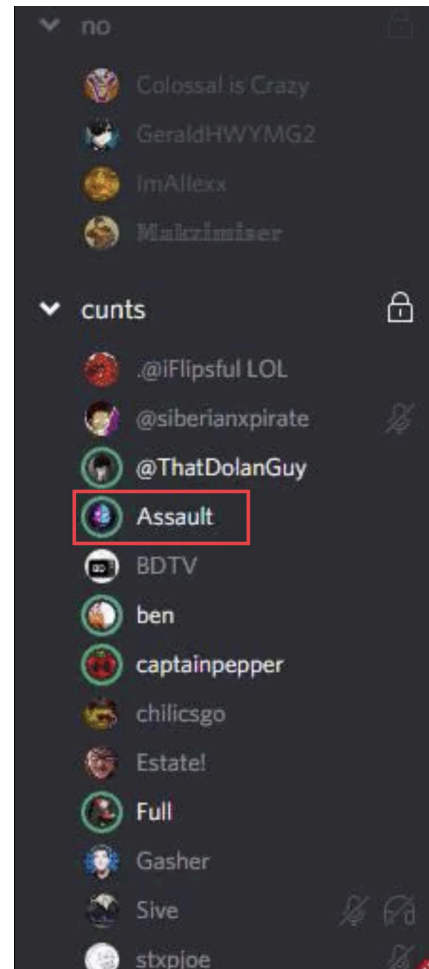 no
Colossal is Crazy
GeraldHWYMG2
ImAllexx
𝕸𝖆𝖐𝖟𝖎𝖒𝖎𝖘𝖊𝖗
cunts
.@iFlipsful LOL
@siberianxpirate
@ThatDolanGuy
Assault
BDTV
ben
captainpepper
chilicsgo
Estate!
Full
Gasher
Sive
stxpjoe